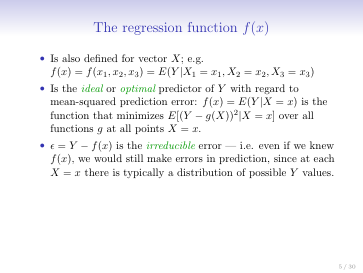 The regression function f(x)
• Is also defined for vector X; e.g.
f(x) = f(x₁, x₂, x₃) = E(Y|X₁ = x₁, X₂ = x₂, X₃ = x₃)
• Is the ideal or optimal predictor of Y with regard to
mean-squared prediction error: f(x) = E(Y|X = x) is the
function that minimizes E[(Y − g(X))²|X = x] over all
functions g at all points X = x.
• ϵ = Y − f(x) is the irreducible error — i.e. even if we knew
f(x), we would still make errors in prediction, since at each
X = x there is typically a distribution of possible Y values.
5 / 30